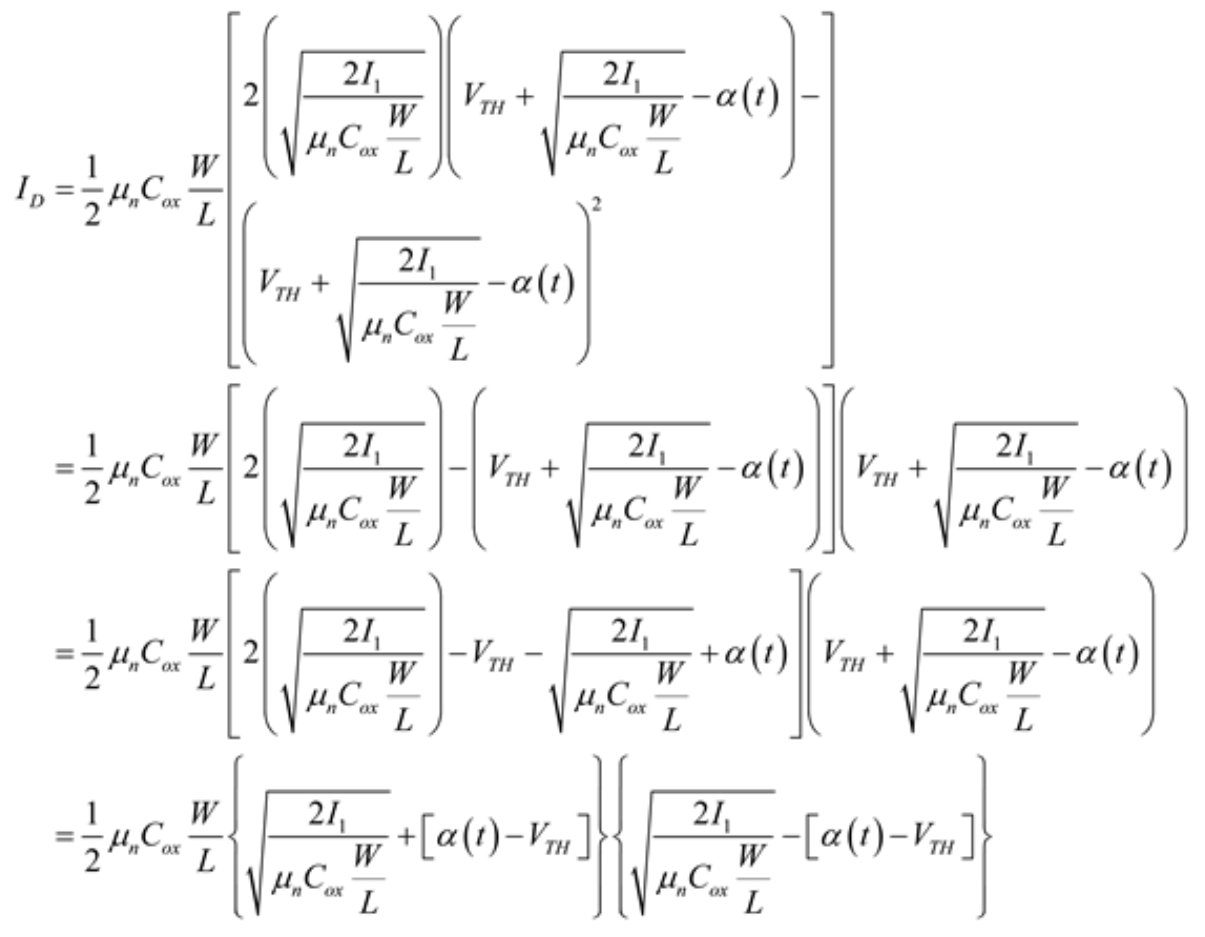 $I_D = \frac{1}{2}\mu_n C_{ox}\frac{W}{L}\left[\begin{array}{l} 2\left(\sqrt{\frac{2I_1}{\mu_n C_{ox}\frac{W}{L}}}\right)\left(V_{TH}+\sqrt{\frac{2I_1}{\mu_n C_{ox}\frac{W}{L}}}-\alpha(t)\right)- \\ \left(V_{TH}+\sqrt{\frac{2I_1}{\mu_n C_{ox}\frac{W}{L}}}-\alpha(t)\right)^2 \end{array}\right]$
$= \frac{1}{2}\mu_n C_{ox}\frac{W}{L}\left[2\left(\sqrt{\frac{2I_1}{\mu_n C_{ox}\frac{W}{L}}}\right)-\left(V_{TH}+\sqrt{\frac{2I_1}{\mu_n C_{ox}\frac{W}{L}}}-\alpha(t)\right)\right]\left(V_{TH}+\sqrt{\frac{2I_1}{\mu_n C_{ox}\frac{W}{L}}}-\alpha(t)\right)$
$= \frac{1}{2}\mu_n C_{ox}\frac{W}{L}\left[2\left(\sqrt{\frac{2I_1}{\mu_n C_{ox}\frac{W}{L}}}\right)-V_{TH}-\sqrt{\frac{2I_1}{\mu_n C_{ox}\frac{W}{L}}}+\alpha(t)\right]\left(V_{TH}+\sqrt{\frac{2I_1}{\mu_n C_{ox}\frac{W}{L}}}-\alpha(t)\right)$
$= \frac{1}{2}\mu_n C_{ox}\frac{W}{L}\left\{\sqrt{\frac{2I_1}{\mu_n C_{ox}\frac{W}{L}}}+\left[\alpha(t)-V_{TH}\right]\right\}\left\{\sqrt{\frac{2I_1}{\mu_n C_{ox}\frac{W}{L}}}-\left[\alpha(t)-V_{TH}\right]\right\}$